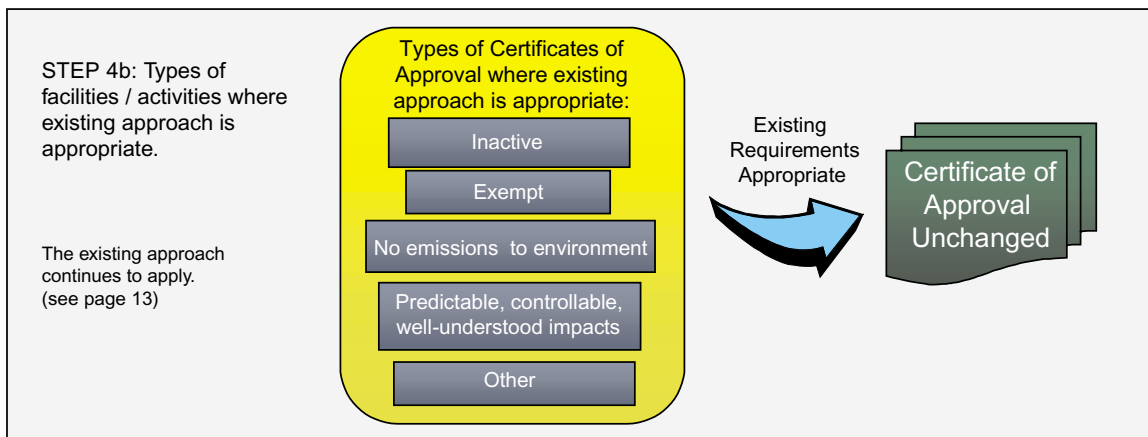 STEP 4b: Types of
facilities / activities where
existing approach is
appropriate.
The existing approach
continues to apply.
(see page 13)
Types of Certificates of
Approval where existing
approach is appropriate:
Inactive
Exempt
No emissions to environment
Predictable, controllable,
well-understood impacts
Other
Existing
Requirements
Appropriate
Certificate of
Approval
Unchanged